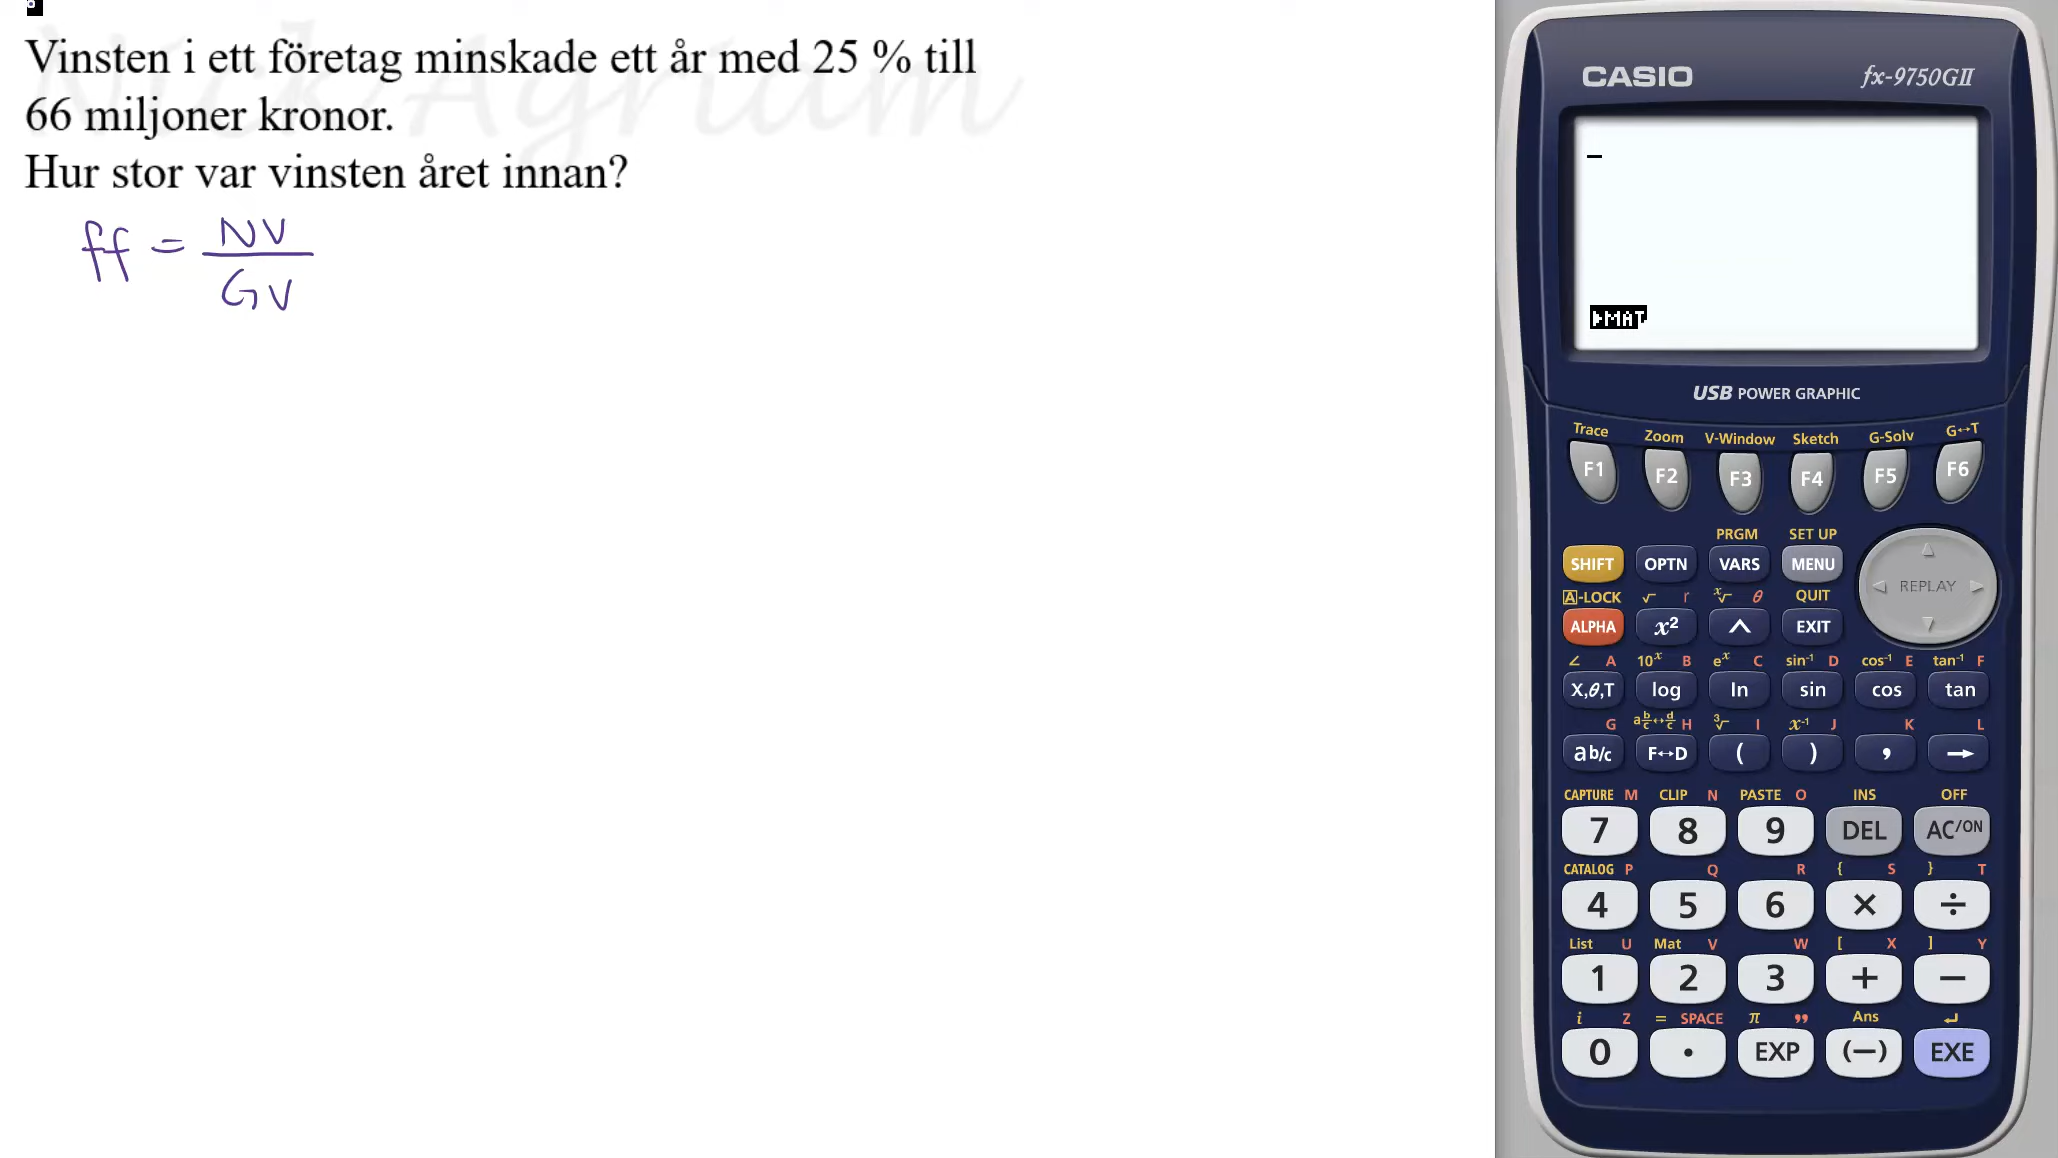 Vinsten i ett företag minskade ett år med 25 % till
66 miljoner kronor.
Hur stor var vinsten året innan?
ff = NV
GV
Nick Agriam
CASIO fx-9750GII
▶MAT
USB POWER GRAPHIC
Trace Zoom V-Window Sketch G-Solv G↔T
F1 F2 F3 F4 F5 F6
PRGM SET UP
SHIFT OPTN VARS MENU
REPLAY
A-LOCK √ r ˣ√ θ QUIT
ALPHA x² ^ EXIT
∠ A 10ˣ B eˣ C sin⁻¹ D cos⁻¹ E tan⁻¹ F
X,θ,T log ln sin cos tan
G a b/c↔d/c H ³√ I x⁻¹ J K L
a b/c F↔D ( ) , →
CAPTURE M CLIP N PASTE O INS OFF
7 8 9 DEL AC/ON
CATALOG P Q R { S } T
4 5 6 × ÷
List U Mat V W [ X ] Y
1 2 3 + −
i Z = SPACE π ” Ans ↵
0 . EXP (−) EXE